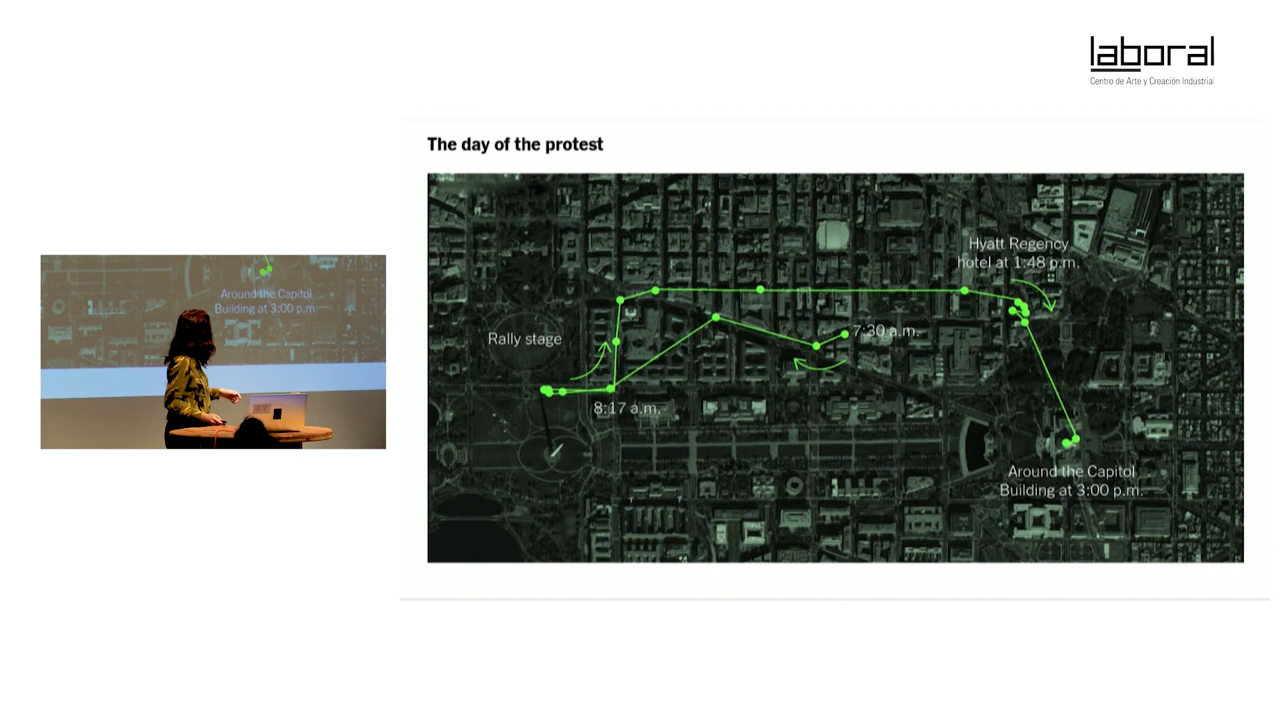 laboral
Centro de Arte y Creación Industrial
The day of the protest
Hyatt Regency
hotel at 1:48 p.m.
Rally stage
7:30 a.m.
8:17 a.m.
Around the Capitol
Building at 3:00 p.m.
Around the Capitol
Building at 3:00 p.m.